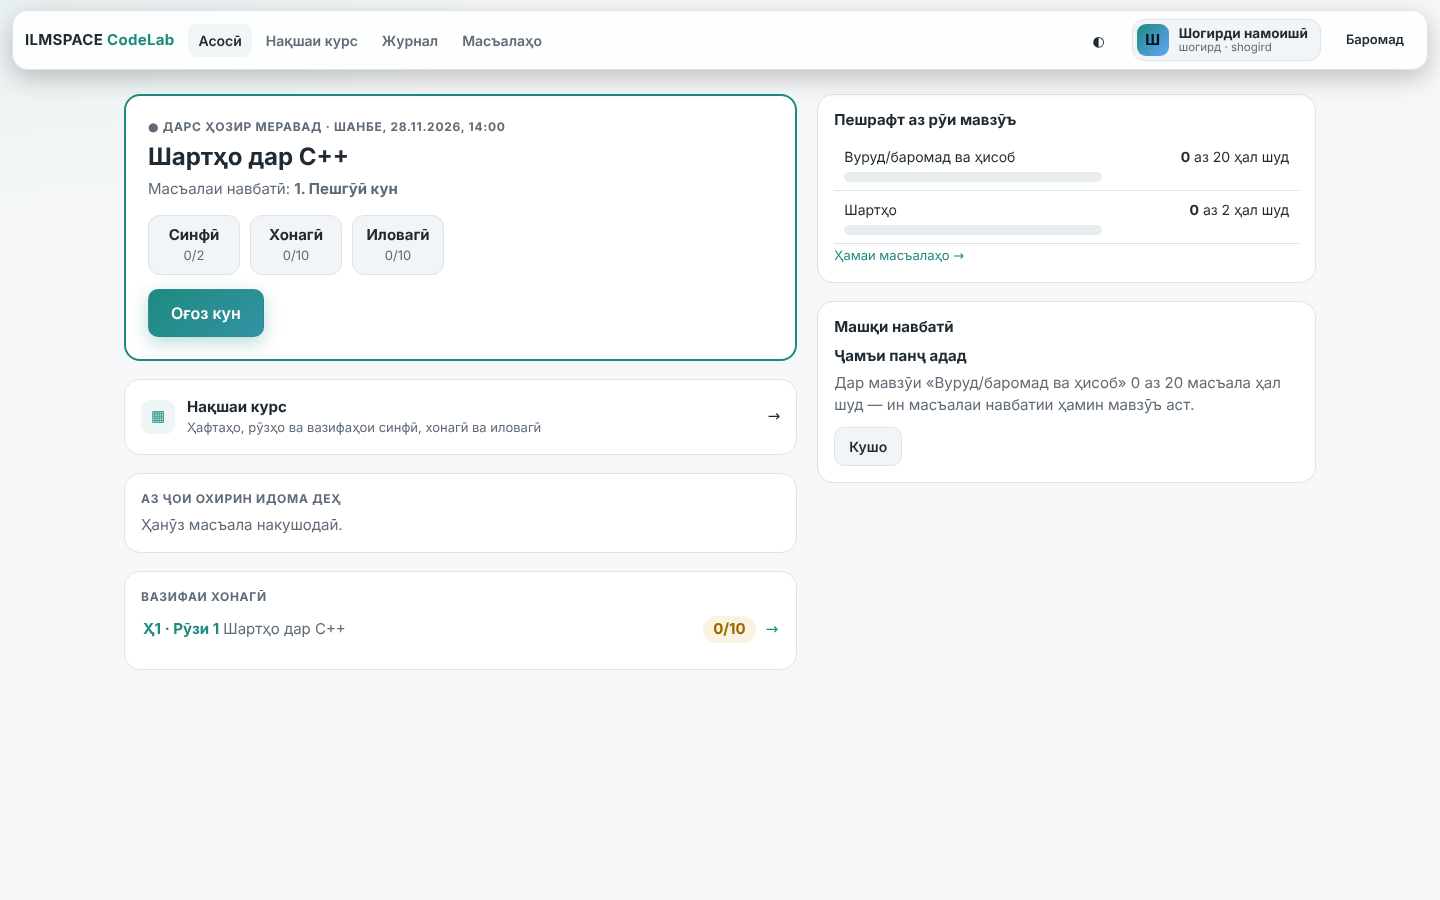 ILMSPACE CodeLab
Асосӣ
Нақшаи курс
Журнал
Масъалаҳо
Ш
Шогирди намоишӣ
шогирд · shogird
Баромад
ДАРС ҲОЗИР МЕРАВАД · ШАНБЕ, 28.11.2026, 14:00
Шартҳо дар C++
Масъалаи навбатӣ: 1. Пешгӯӣ кун
Синфӣ
0/2
Хонагӣ
0/10
Иловагӣ
0/10
Оғоз кун
Нақшаи курс
Ҳафтаҳо, рӯзҳо ва вазифаҳои синфӣ, хонагӣ ва иловагӣ
→
АЗ ҶОИ ОХИРИН ИДОМА ДЕҲ
Ҳанӯз масъала накушодаӣ.
ВАЗИФАИ ХОНАГӢ
Ҳ1 · Рӯзи 1 Шартҳо дар C++
0/10 →
Пешрафт аз рӯи мавзӯъ
Вуруд/баромад ва ҳисоб
0 аз 20 ҳал шуд
Шартҳо
0 аз 2 ҳал шуд
Ҳамаи масъалаҳо →
Машқи навбатӣ
Ҷамъи панҷ адад
Дар мавзӯи «Вуруд/баромад ва ҳисоб» 0 аз 20 масъала ҳал
шуд — ин масъалаи навбатии ҳамин мавзӯъ аст.
Кушо